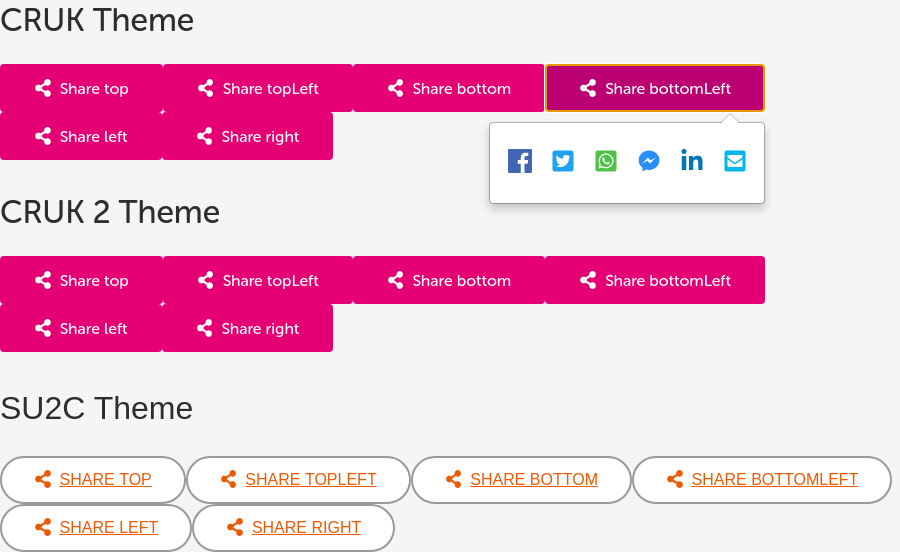 CRUK Theme
Share top Share topLeft Share bottom Share bottomLeft
Share left Share right
CRUK 2 Theme
Share top Share topLeft Share bottom Share bottomLeft
Share left Share right
SU2C Theme
SHARE TOP SHARE TOPLEFT SHARE BOTTOM SHARE BOTTOMLEFT
SHARE LEFT SHARE RIGHT